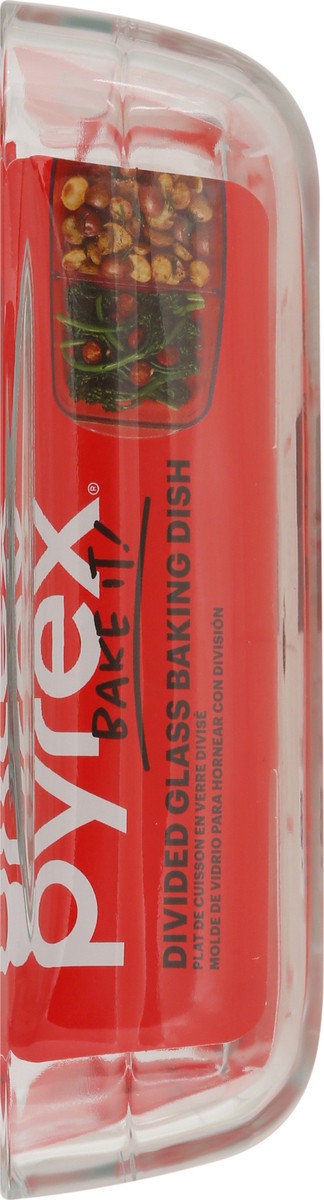 pyrex®
BAKE IT!
DIVIDED GLASS BAKING DISH
PLAT DE CUISSON EN VERRE DIVISÉ
MOLDE DE VIDRIO PARA HORNEAR CON DIVISIÓN